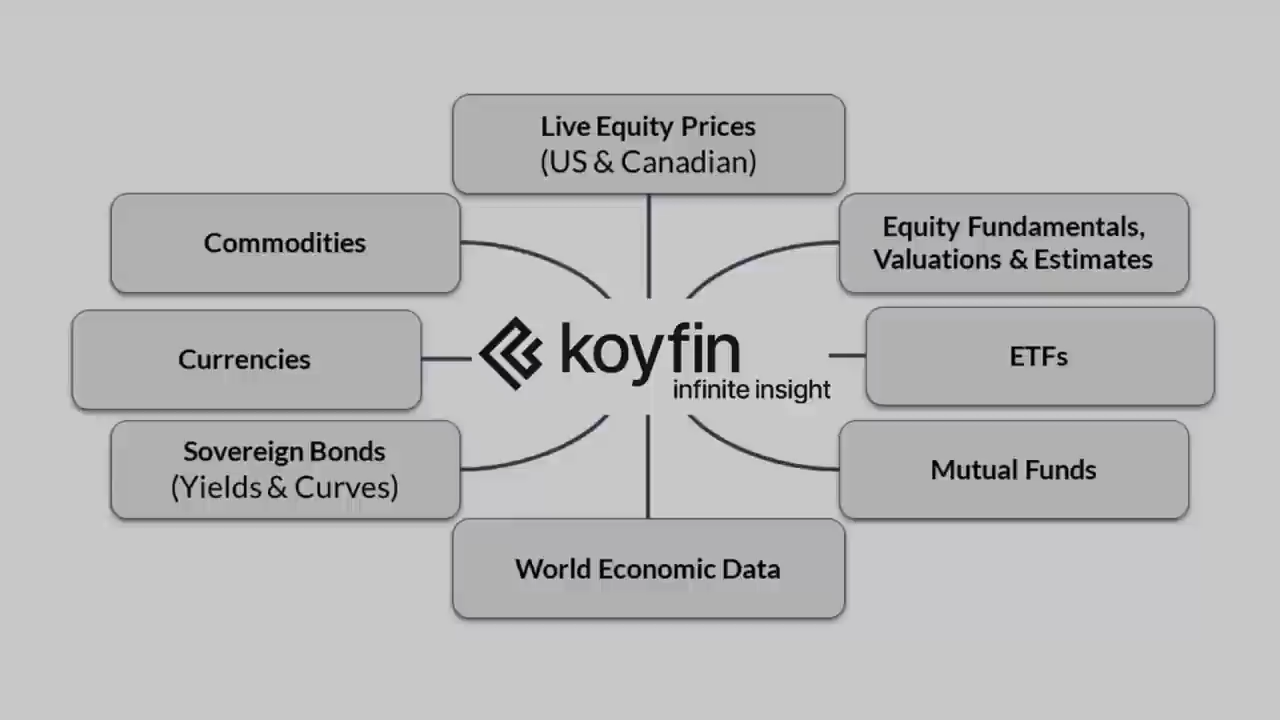 Live Equity Prices
(US & Canadian)
Commodities
Equity Fundamentals,
Valuations & Estimates
Currencies
koyfin
infinite insight
ETFs
Sovereign Bonds
(Yields & Curves)
Mutual Funds
World Economic Data